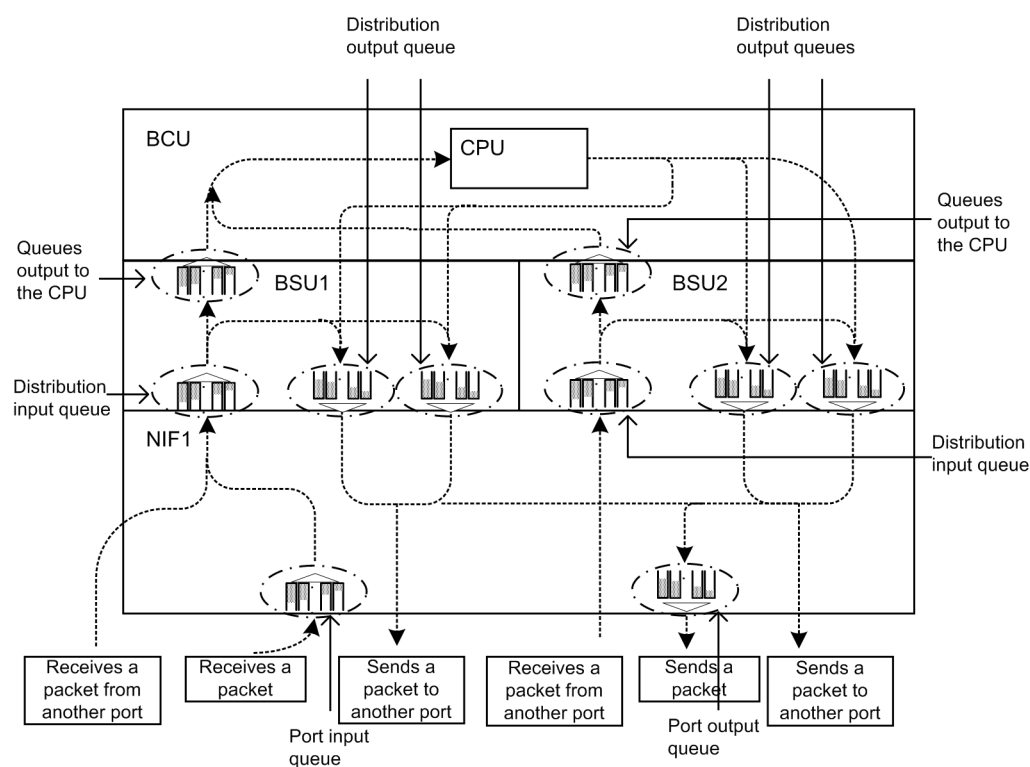 Distribution
output queue
Distribution
output queues
BCU
CPU
Queues
output to
the CPU
Queues
output to
the CPU
BSU1
BSU2
Distribution
input queue
NIF1
Distribution
input queue
Receives a
packet from
another port
Receives a
packet
Sends a
packet to
another port
Receives a
packet from
another port
Sends a
packet
Sends a
packet to
another port
Port input
queue
Port output
queue